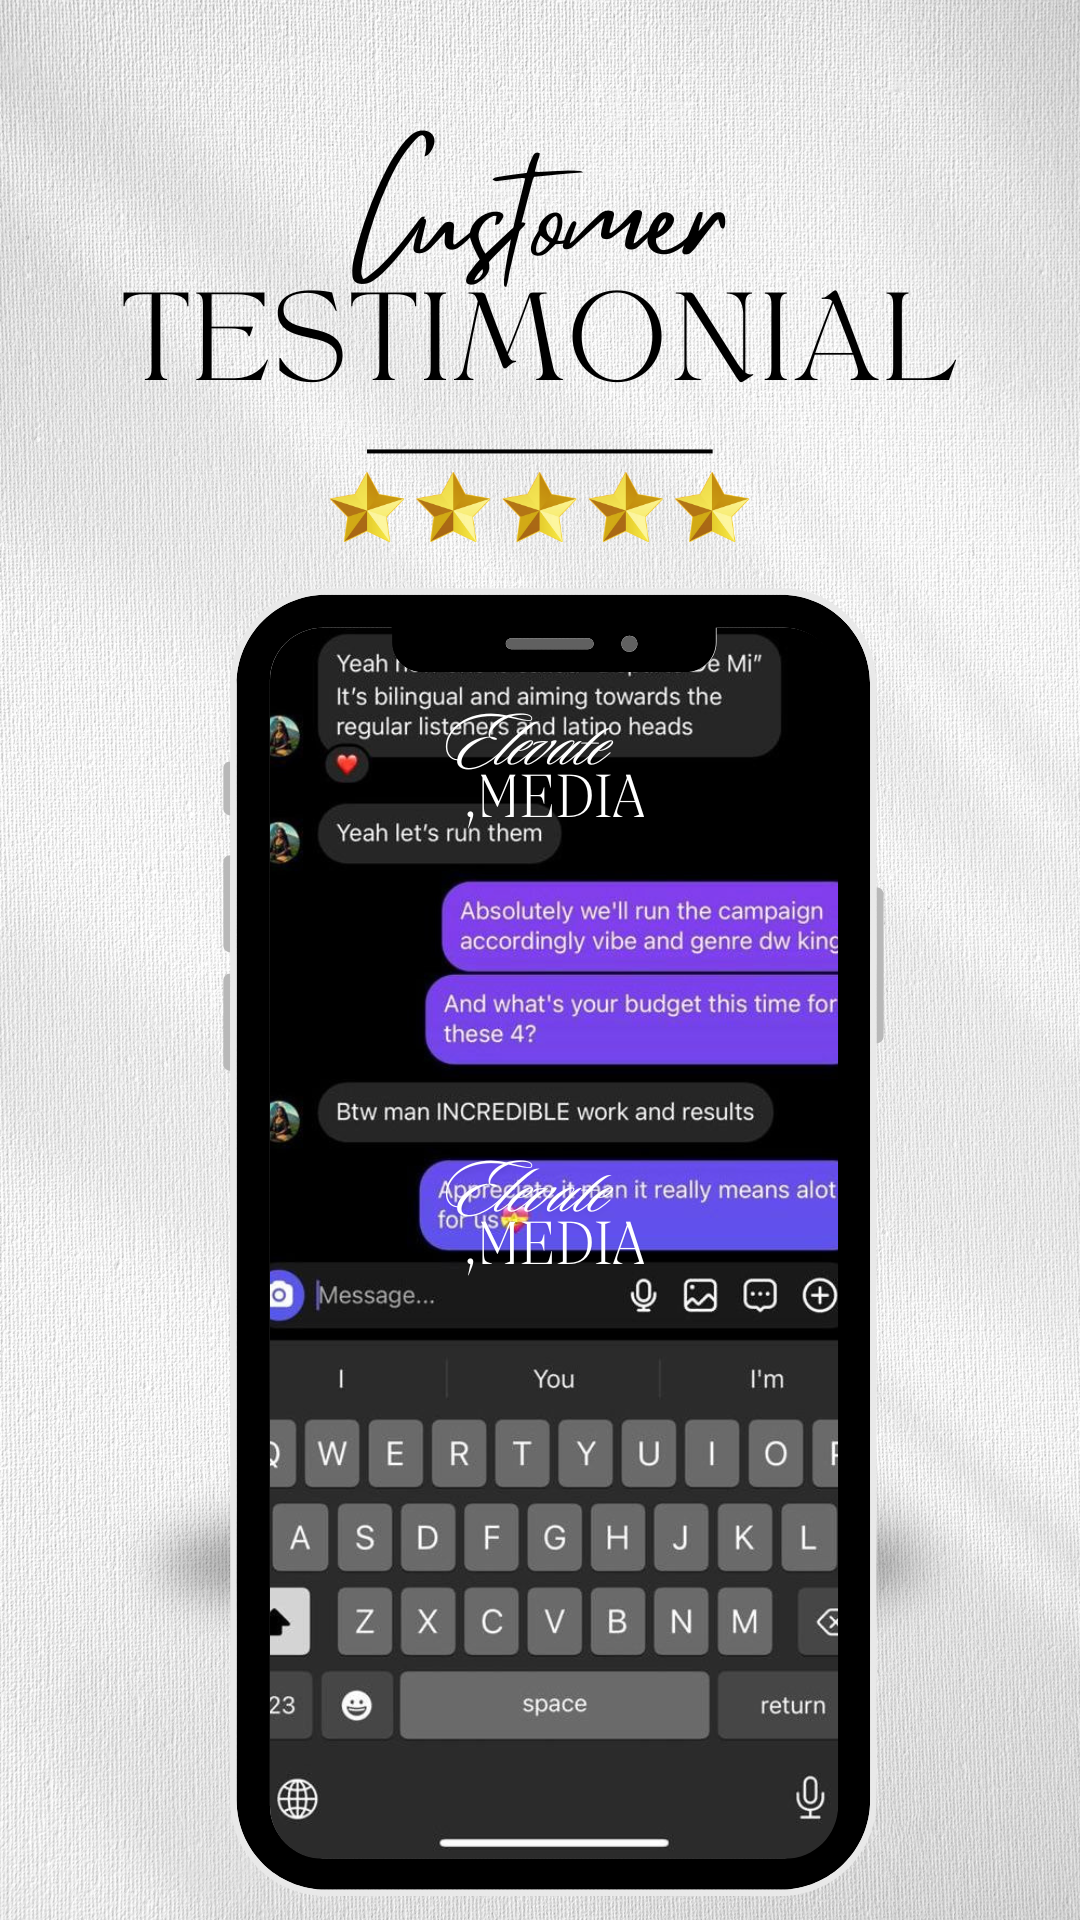 Customer
TESTIMONIAL
Yeah De Mi”
It’s bilingual and aiming towards the
regular listeners and latino heads
Elevate
,MEDIA
Yeah let’s run them
Absolutely we'll run the campaign
accordingly vibe and genre dw king
And what's your budget this time for
these 4?
Btw man INCREDIBLE work and results
Appreciate it man it really means alot
for us
Elevate
,MEDIA
Message...
I You I'm
Q W E R T Y U I O P
A S D F G H J K L
Z X C V B N M
23 space return